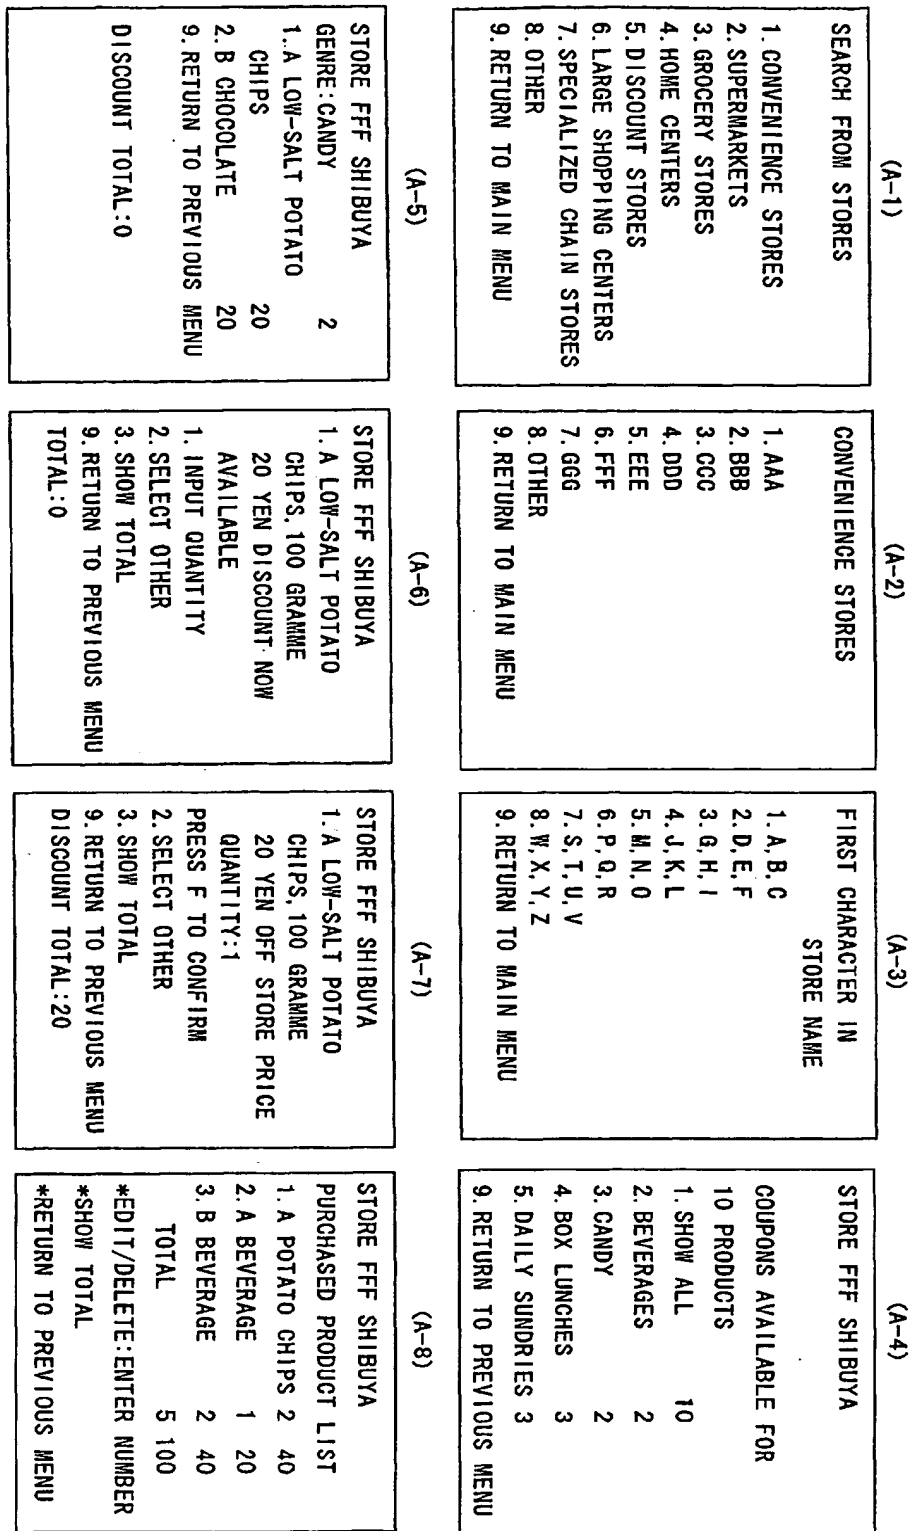 (A-1)
SEARCH FROM STORES
1. CONVENIENCE STORES
2. SUPERMARKETS
3. GROCERY STORES
4. HOME CENTERS
5. DISCOUNT STORES
6. LARGE SHOPPING CENTERS
7. SPECIALIZED CHAIN STORES
8. OTHER
9. RETURN TO MAIN MENU
(A-2)
CONVENIENCE STORES
1. AAA
2. BBB
3. CCC
4. DDD
5. EEE
6. FFF
7. GGG
8. OTHER
9. RETURN TO MAIN MENU
(A-3)
FIRST CHARACTER IN
STORE NAME
1. A, B, C
2. D, E, F
3. G, H, I
4. J, K, L
5. M, N, O
6. P, Q, R
7. S, T, U, V
8. W, X, Y, Z
9. RETURN TO MAIN MENU
(A-4)
STORE FFF SHIBUYA
COUPONS AVAILABLE FOR
10 PRODUCTS
1. SHOW ALL 10
2. BEVERAGES 2
3. CANDY 2
4. BOX LUNCHES 3
5. DAILY SUNDRIES 3
9. RETURN TO PREVIOUS MENU
(A-5)
STORE FFF SHIBUYA
GENRE:CANDY 2
1. A LOW-SALT POTATO
CHIPS 20
2. B CHOCOLATE 20
9. RETURN TO PREVIOUS MENU
DISCOUNT TOTAL:0
(A-6)
STORE FFF SHIBUYA
1. A LOW-SALT POTATO
CHIPS, 100 GRAMME
20 YEN DISCOUNT NOW
AVAILABLE
1. INPUT QUANTITY
2. SELECT OTHER
3. SHOW TOTAL
9. RETURN TO PREVIOUS MENU
TOTAL:0
(A-7)
STORE FFF SHIBUYA
1. A LOW-SALT POTATO
CHIPS, 100 GRAMME
20 YEN OFF STORE PRICE
QUANTITY:1
PRESS F TO CONFIRM
2. SELECT OTHER
3. SHOW TOTAL
9. RETURN TO PREVIOUS MENU
DISCOUNT TOTAL:20
(A-8)
STORE FFF SHIBUYA
PURCHASED PRODUCT LIST
1. A POTATO CHIPS 2 40
2. A BEVERAGE 1 20
3. B BEVERAGE 2 40
TOTAL 5 100
*EDIT/DELETE:ENTER NUMBER
*SHOW TOTAL
*RETURN TO PREVIOUS MENU